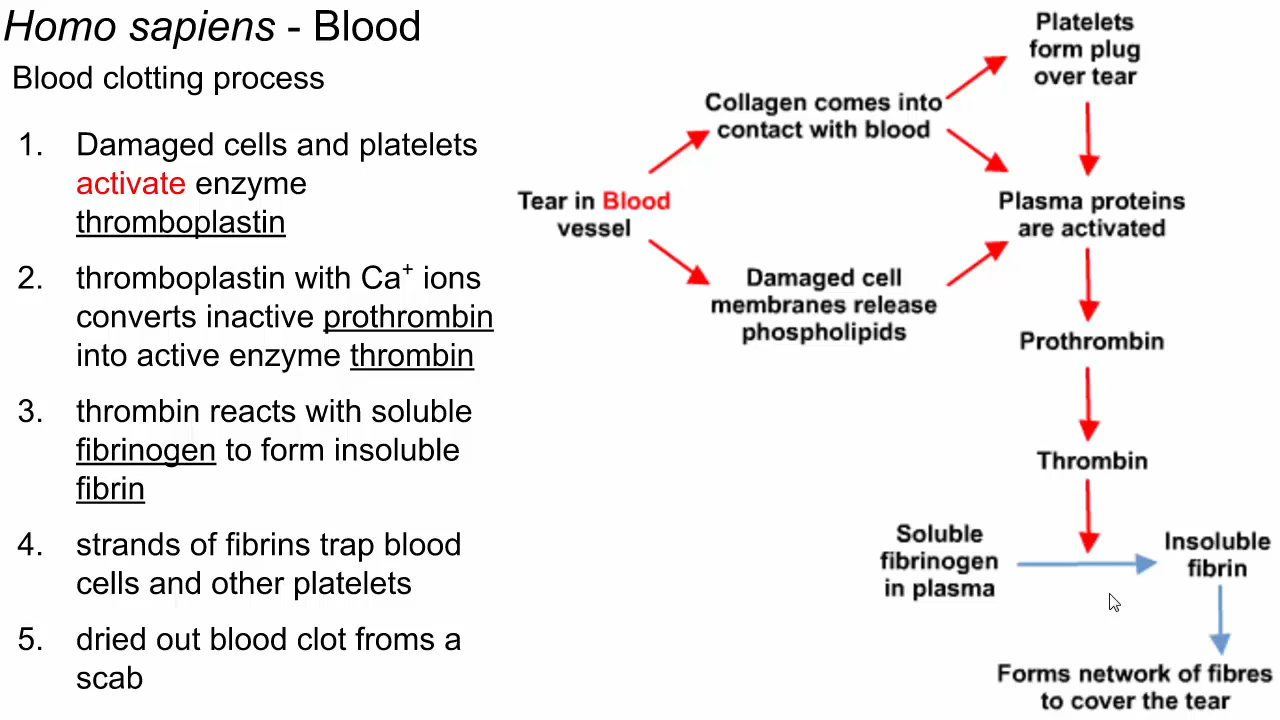 Homo sapiens - Blood
Blood clotting process
1. Damaged cells and platelets
activate enzyme
thromboplastin
2. thromboplastin with Ca⁺ ions
converts inactive prothrombin
into active enzyme thrombin
3. thrombin reacts with soluble
fibrinogen to form insoluble
fibrin
4. strands of fibrins trap blood
cells and other platelets
5. dried out blood clot froms a
scab
Tear in Blood
vessel
Collagen comes into
contact with blood
Damaged cell
membranes release
phospholipids
Platelets
form plug
over tear
Plasma proteins
are activated
Prothrombin
Thrombin
Soluble
fibrinogen
in plasma
Insoluble
fibrin
Forms network of fibres
to cover the tear